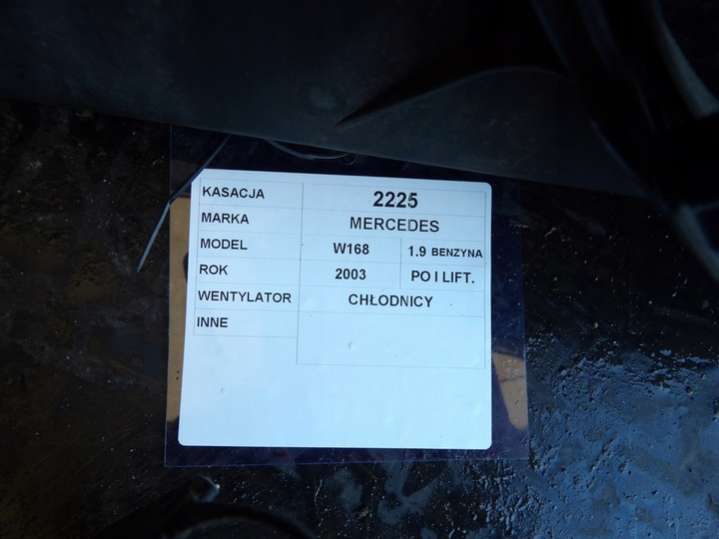 KASACJA 2225
MARKA MERCEDES
MODEL W168 1.9 BENZYNA
ROK 2003 PO I LIFT.
WENTYLATOR CHŁODNICY
INNE